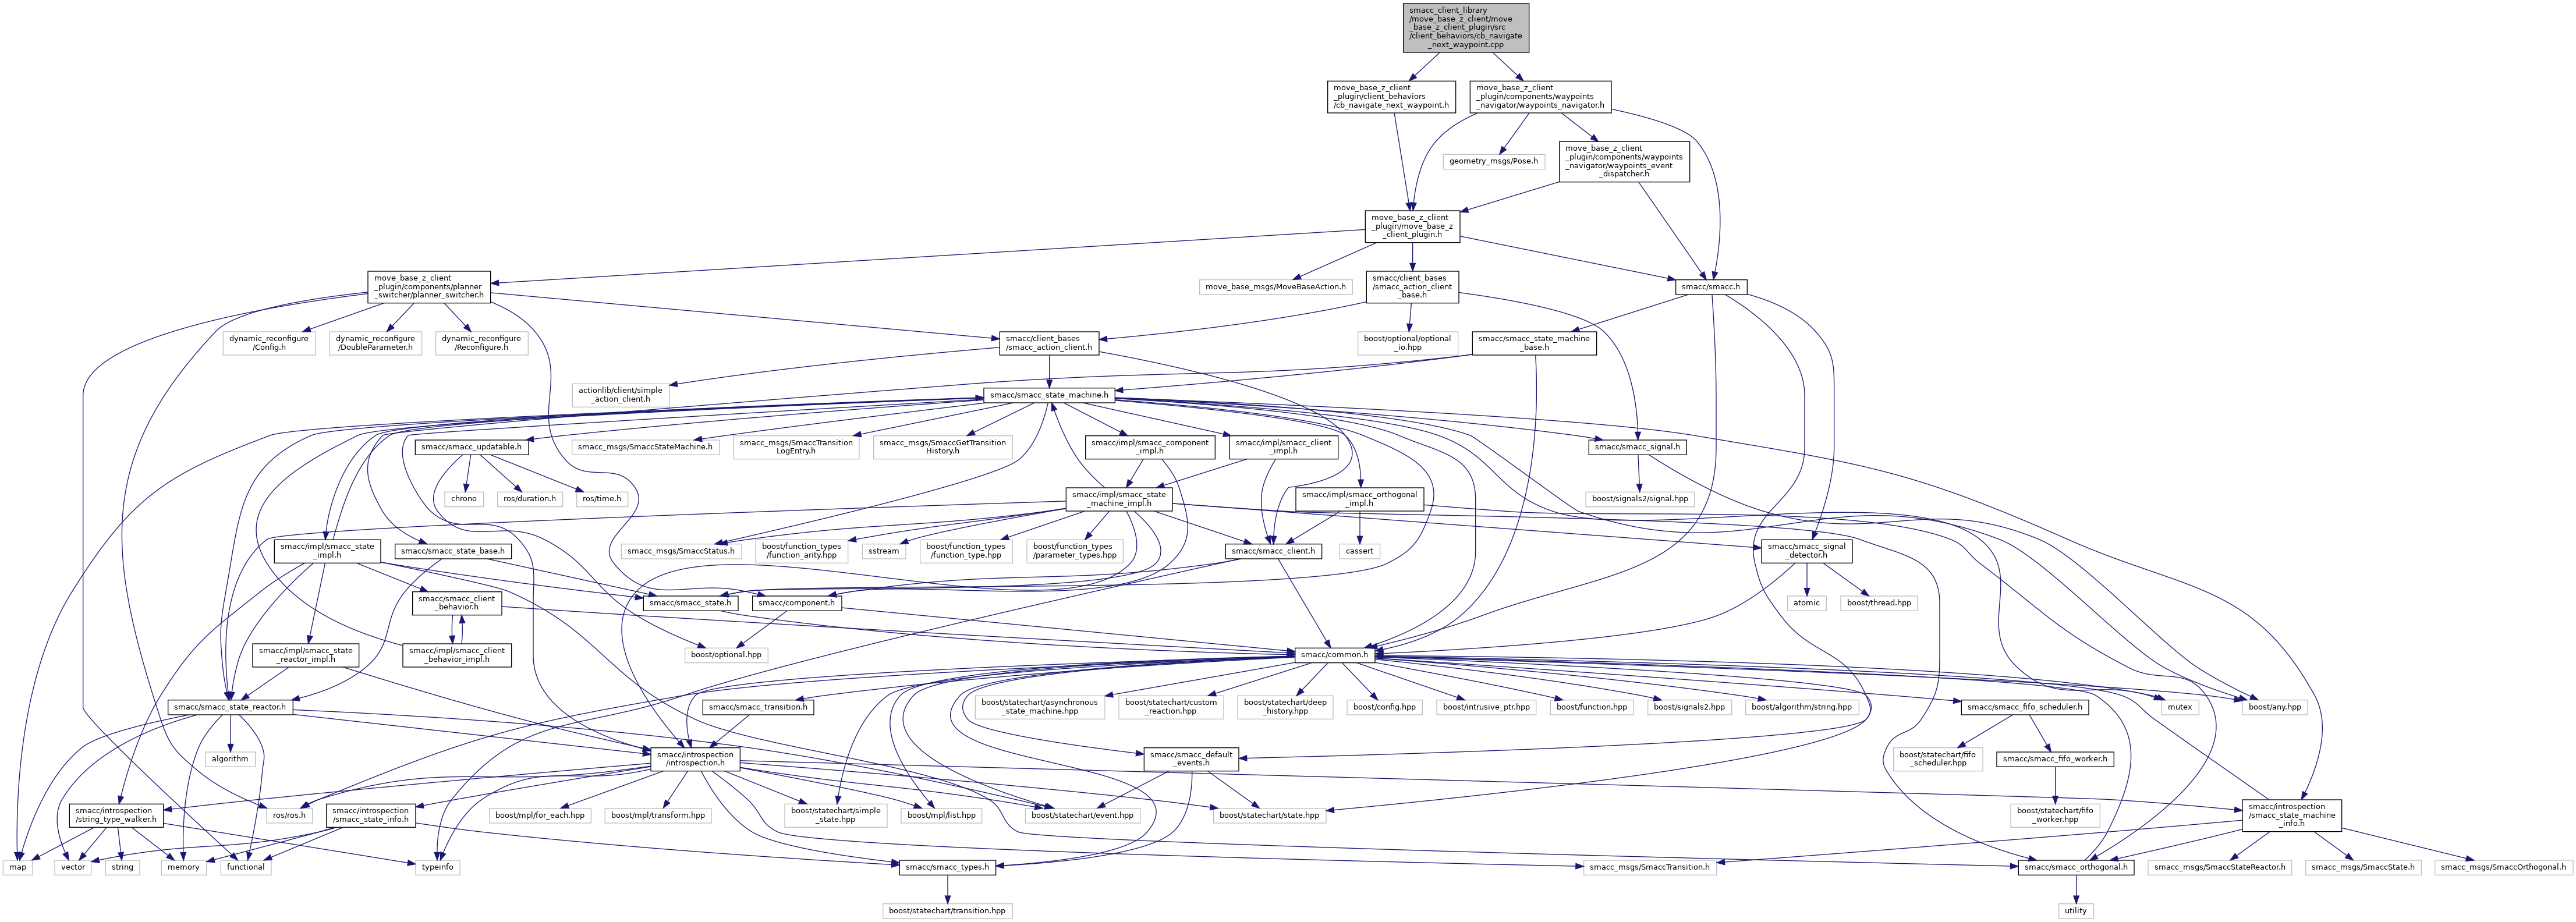 smacc_client_library
/move_base_z_client/move
_base_z_client_plugin/src
/client_behaviors/cb_navigate
_next_waypoint.cpp
move_base_z_client
_plugin/client_behaviors
/cb_navigate_next_waypoint.h
move_base_z_client
_plugin/components/waypoints
_navigator/waypoints_navigator.h
geometry_msgs/Pose.h
move_base_z_client
_plugin/components/waypoints
_navigator/waypoints_event
_dispatcher.h
move_base_z_client
_plugin/move_base_z
_client_plugin.h
move_base_z_client
_plugin/components/planner
_switcher/planner_switcher.h
move_base_msgs/MoveBaseAction.h
smacc/client_bases
/smacc_action_client
_base.h
smacc/smacc.h
dynamic_reconfigure
/Config.h
dynamic_reconfigure
/DoubleParameter.h
dynamic_reconfigure
/Reconfigure.h
smacc/client_bases
/smacc_action_client.h
boost/optional/optional
_io.hpp
smacc/smacc_state_machine
_base.h
actionlib/client/simple
_action_client.h
smacc/smacc_state_machine.h
smacc/smacc_updatable.h
smacc_msgs/SmaccStateMachine.h
smacc_msgs/SmaccTransition
LogEntry.h
smacc_msgs/SmaccGetTransition
History.h
smacc/impl/smacc_component
_impl.h
smacc/impl/smacc_client
_impl.h
smacc/smacc_signal.h
chrono
ros/duration.h
ros/time.h
smacc/impl/smacc_state
_machine_impl.h
smacc/impl/smacc_orthogonal
_impl.h
boost/signals2/signal.hpp
smacc/impl/smacc_state
_impl.h
smacc/smacc_state_base.h
smacc_msgs/SmaccStatus.h
boost/function_types
/function_arity.hpp
sstream
boost/function_types
/function_type.hpp
boost/function_types
/parameter_types.hpp
smacc/smacc_client.h
cassert
smacc/smacc_signal
_detector.h
smacc/smacc_client
_behavior.h
smacc/smacc_state.h
smacc/component.h
atomic
boost/thread.hpp
smacc/impl/smacc_state
_reactor_impl.h
smacc/impl/smacc_client
_behavior_impl.h
boost/optional.hpp
smacc/common.h
smacc/smacc_state_reactor.h
smacc/smacc_transition.h
boost/statechart/asynchronous
_state_machine.hpp
boost/statechart/custom
_reaction.hpp
boost/statechart/deep
_history.hpp
boost/config.hpp
boost/intrusive_ptr.hpp
boost/function.hpp
boost/signals2.hpp
boost/algorithm/string.hpp
smacc/smacc_fifo_scheduler.h
mutex
boost/any.hpp
algorithm
smacc/introspection
/introspection.h
smacc/smacc_default
_events.h
boost/statechart/fifo
_scheduler.hpp
smacc/smacc_fifo_worker.h
smacc/introspection
/string_type_walker.h
ros/ros.h
smacc/introspection
/smacc_state_info.h
boost/mpl/for_each.hpp
boost/mpl/transform.hpp
boost/statechart/simple
_state.hpp
boost/mpl/list.hpp
boost/statechart/event.hpp
boost/statechart/state.hpp
boost/statechart/fifo
_worker.hpp
smacc/introspection
/smacc_state_machine
_info.h
map
vector
string
memory
functional
typeinfo
smacc/smacc_types.h
smacc_msgs/SmaccTransition.h
smacc/smacc_orthogonal.h
smacc_msgs/SmaccStateReactor.h
smacc_msgs/SmaccState.h
smacc_msgs/SmaccOrthogonal.h
boost/statechart/transition.hpp
utility